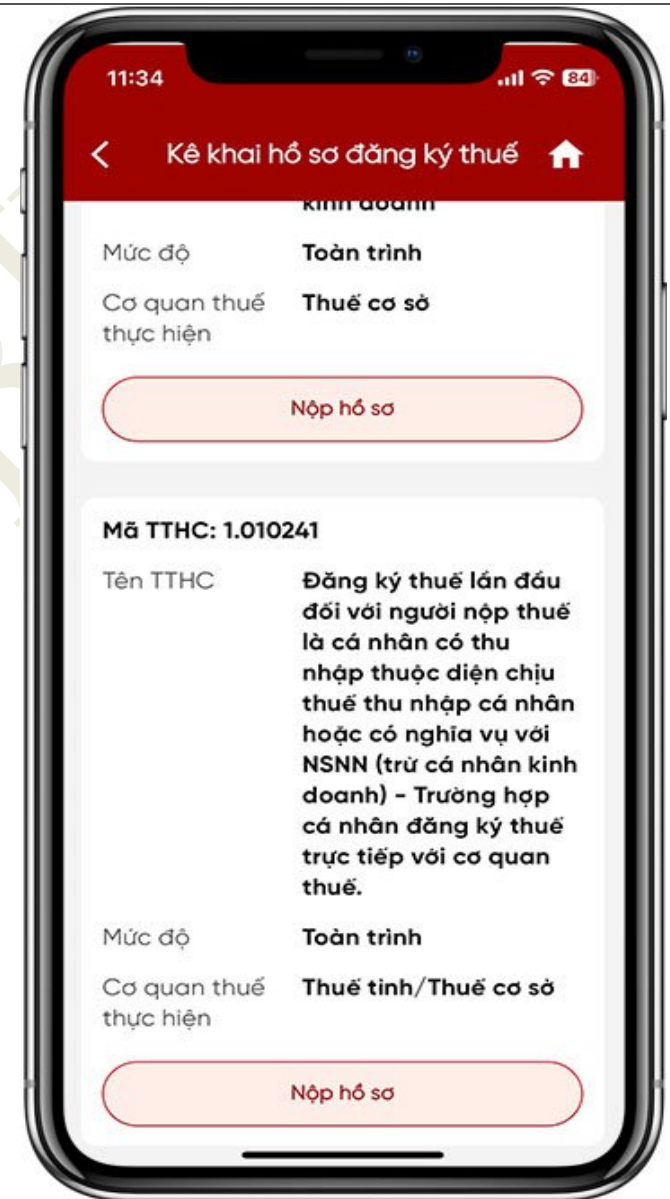 11:34
84
Kê khai hồ sơ đăng ký thuế
kinh doanh
Mức độ Toàn trình
Cơ quan thuế Thuế cơ sở
thực hiện
Nộp hồ sơ
Mã TTHC: 1.010241
Tên TTHC Đăng ký thuế lần đầu
đối với người nộp thuế
là cá nhân có thu
nhập thuộc diện chịu
thuế thu nhập cá nhân
hoặc có nghĩa vụ với
NSNN (trừ cá nhân kinh
doanh) - Trường hợp
cá nhân đăng ký thuế
trực tiếp với cơ quan
thuế.
Mức độ Toàn trình
Cơ quan thuế Thuế tỉnh/Thuế cơ sở
thực hiện
Nộp hồ sơ